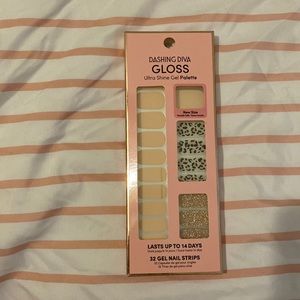 DASHING DIVA
GLOSS
Ultra Shine Gel Palette
New Size
LASTS UP TO 14 DAYS
32 GEL NAIL STRIPS